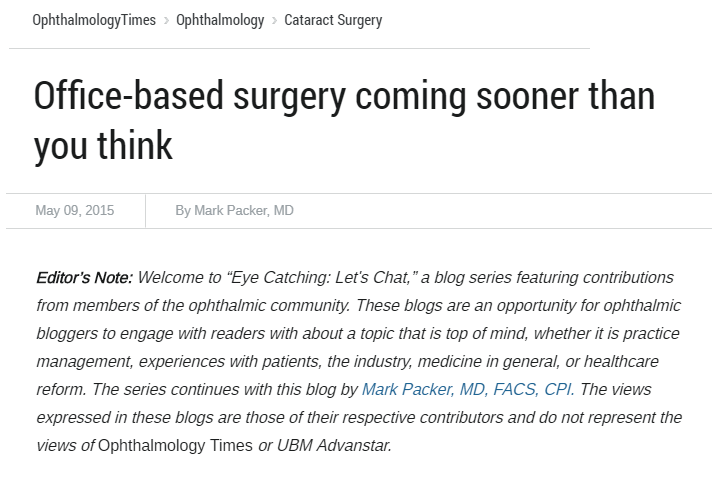 OphthalmologyTimes › Ophthalmology › Cataract Surgery
Office-based surgery coming sooner than
you think
May 09, 2015 By Mark Packer, MD
Editor's Note: Welcome to “Eye Catching: Let's Chat,” a blog series featuring contributions
from members of the ophthalmic community. These blogs are an opportunity for ophthalmic
bloggers to engage with readers with about a topic that is top of mind, whether it is practice
management, experiences with patients, the industry, medicine in general, or healthcare
reform. The series continues with this blog by Mark Packer, MD, FACS, CPI. The views
expressed in these blogs are those of their respective contributors and do not represent the
views of Ophthalmology Times or UBM Advanstar.